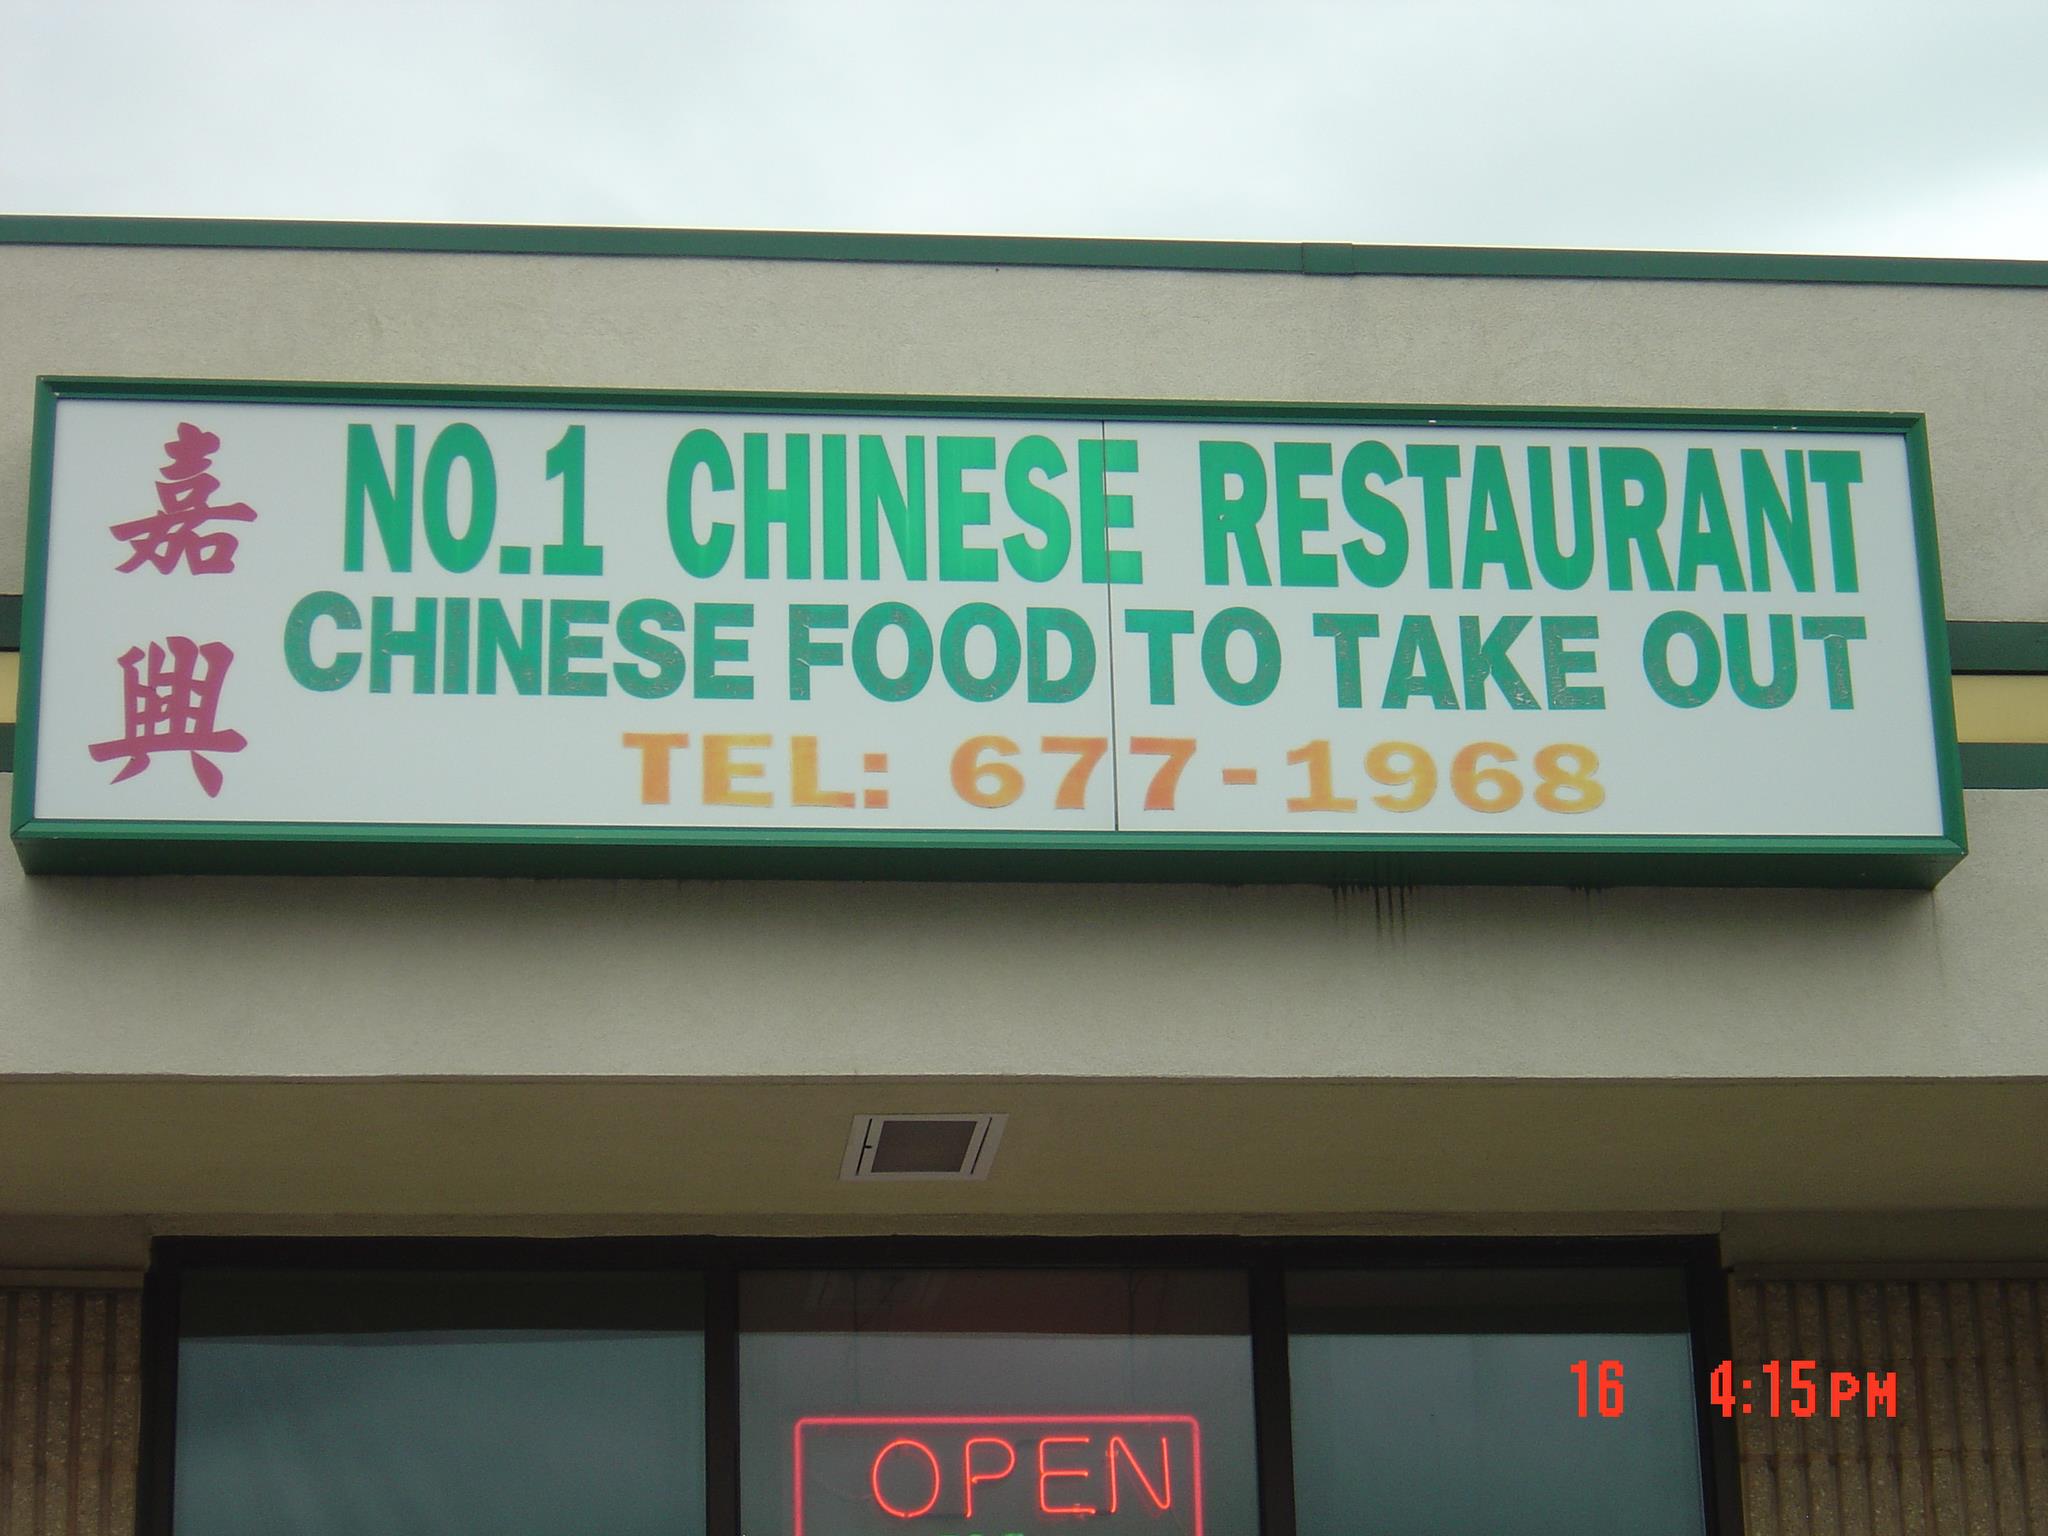 嘉興
NO.1 CHINESE RESTAURANT
CHINESE FOOD TO TAKE OUT
TEL: 677-1968
OPEN
16 4:15PM